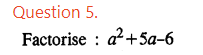 Question 5.
Factorise : a²+5a-6